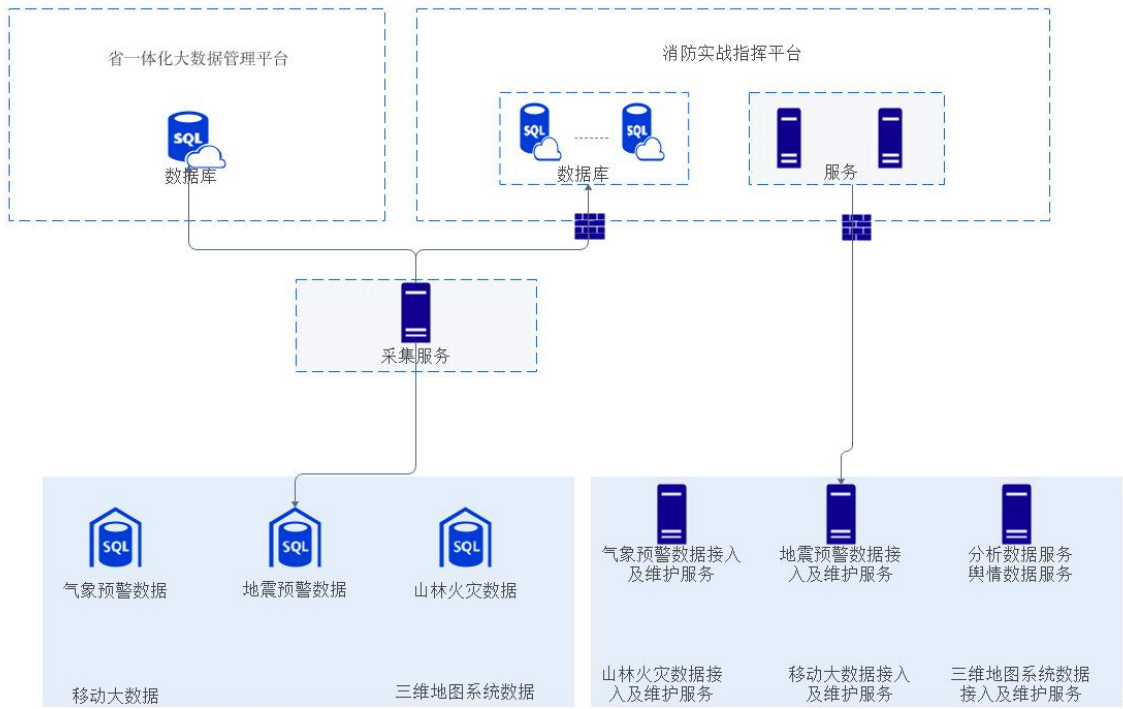 省一体化大数据管理平台
消防实战指挥平台
SQL
数据库
SQL
SQL
数据库
服务
采集服务
SQL
气象预警数据
SQL
地震预警数据
SQL
山林火灾数据
移动大数据
三维地图系统数据
气象预警数据接入
及维护服务
地震预警数据接
入及维护服务
分析数据服务
舆情数据服务
山林火灾数据接
入及维护服务
移动大数据接入
及维护服务
三维地图系统数据
接入及维护服务